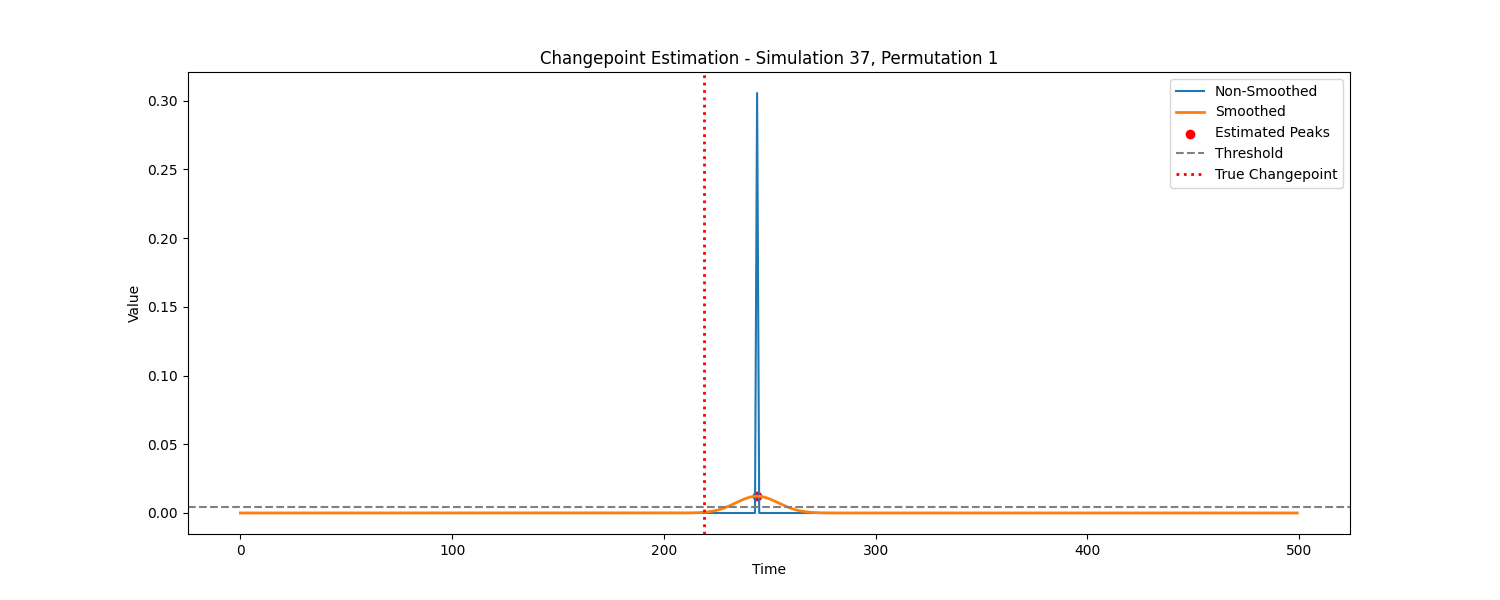 Changepoint Estimation - Simulation 37, Permutation 1
Non-Smoothed
Smoothed
Estimated Peaks
Threshold
True Changepoint
Value
0.30
0.25
0.20
0.15
0.10
0.05
0.00
0 100 200 300 400 500
Time